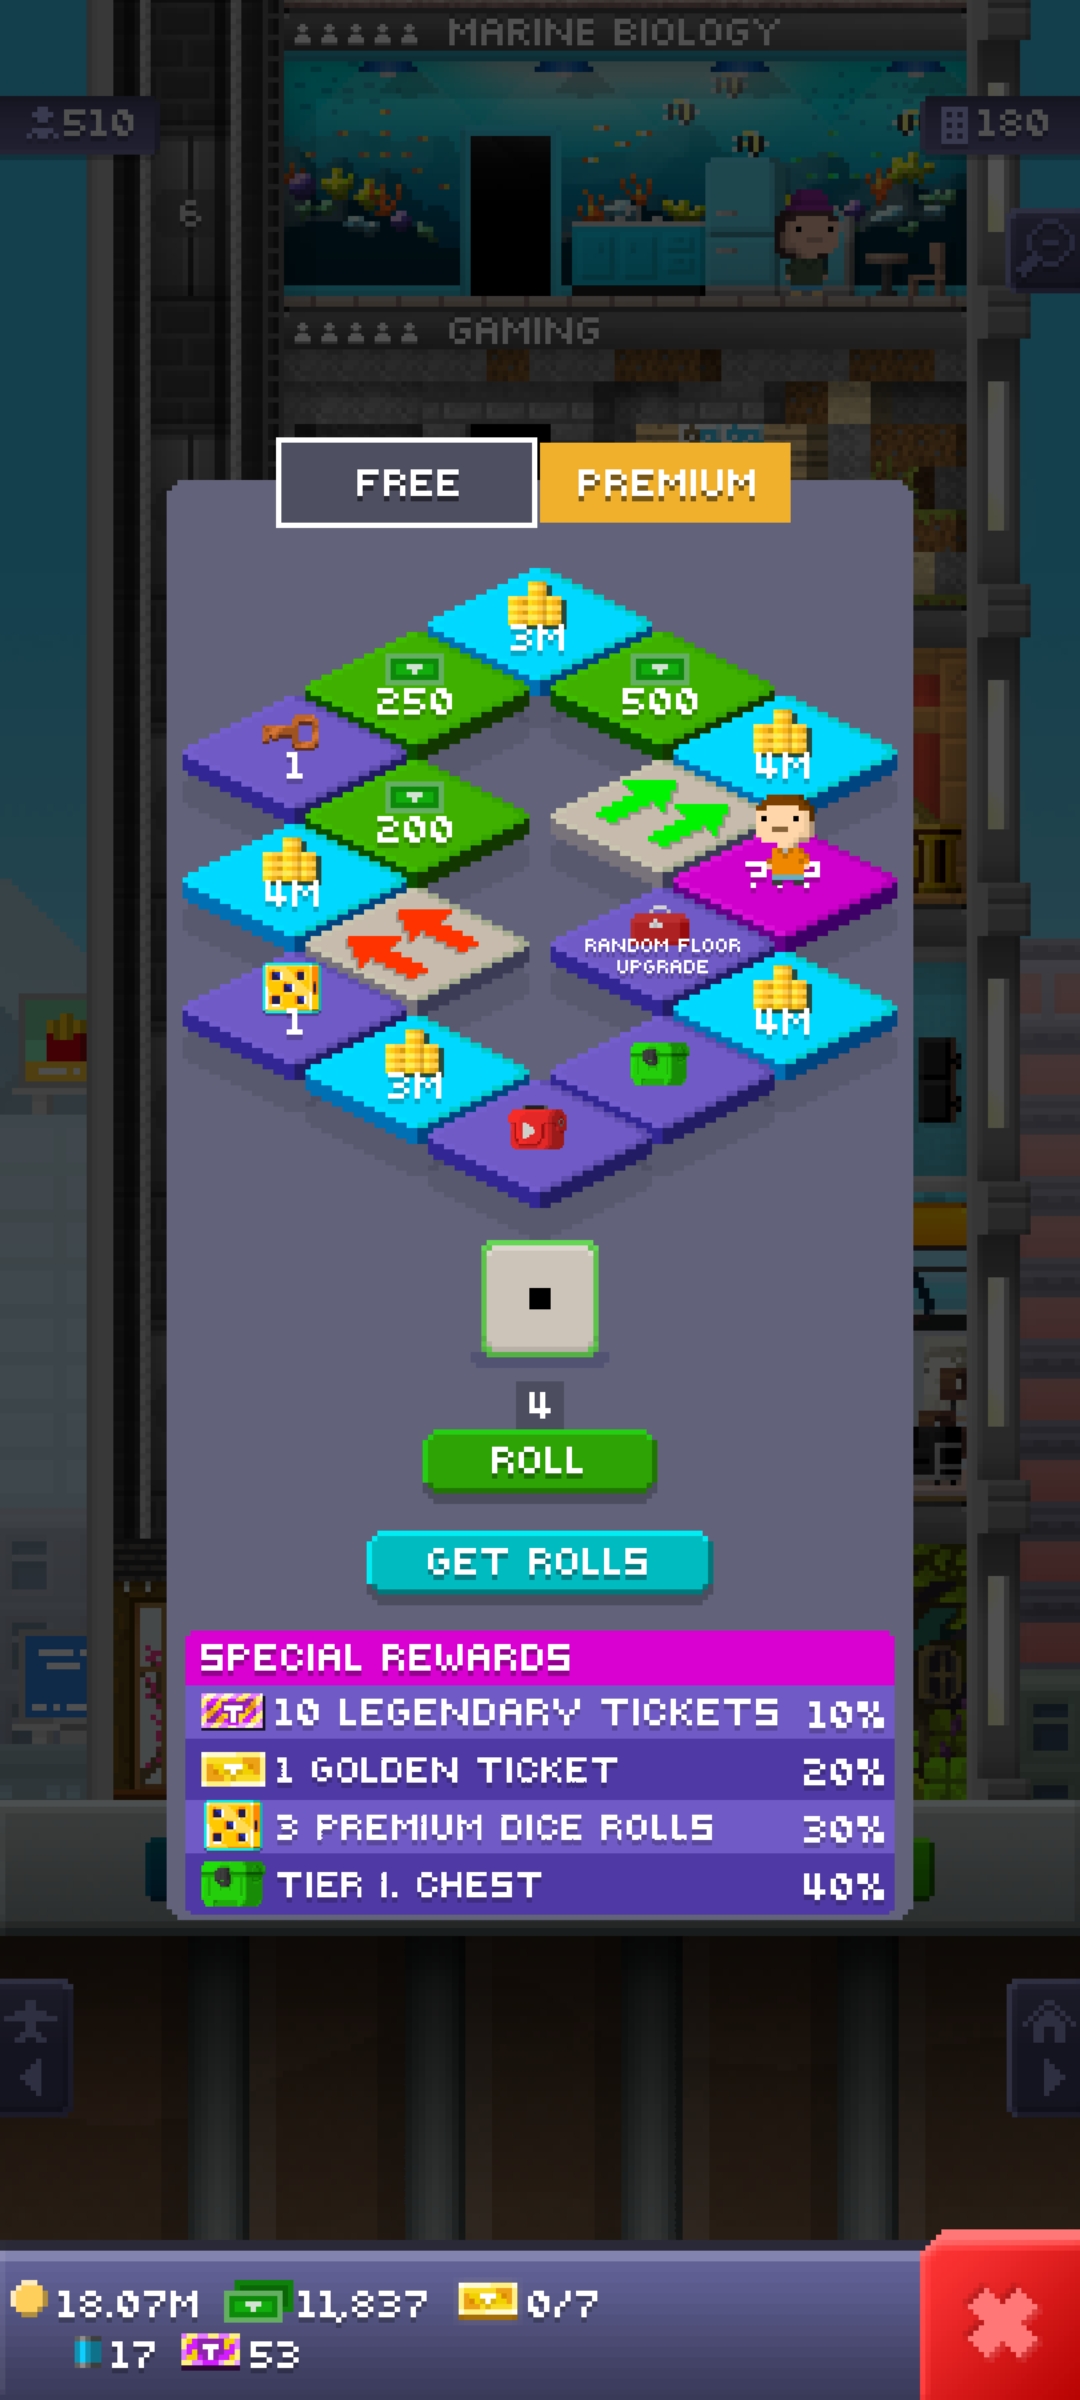 MARINE BIOLOGY
510
180
6
GAMING
FREE
PREMIUM
3M
250
500
1
4M
200
4M
RANDOM FLOOR
UPGRADE
1
4M
3M
4
ROLL
GET ROLLS
SPECIAL REWARDS
10 LEGENDARY TICKETS 10%
1 GOLDEN TICKET 20%
3 PREMIUM DICE ROLLS 30%
TIER 1. CHEST 40%
18.07M 11,837 0/7
17 53